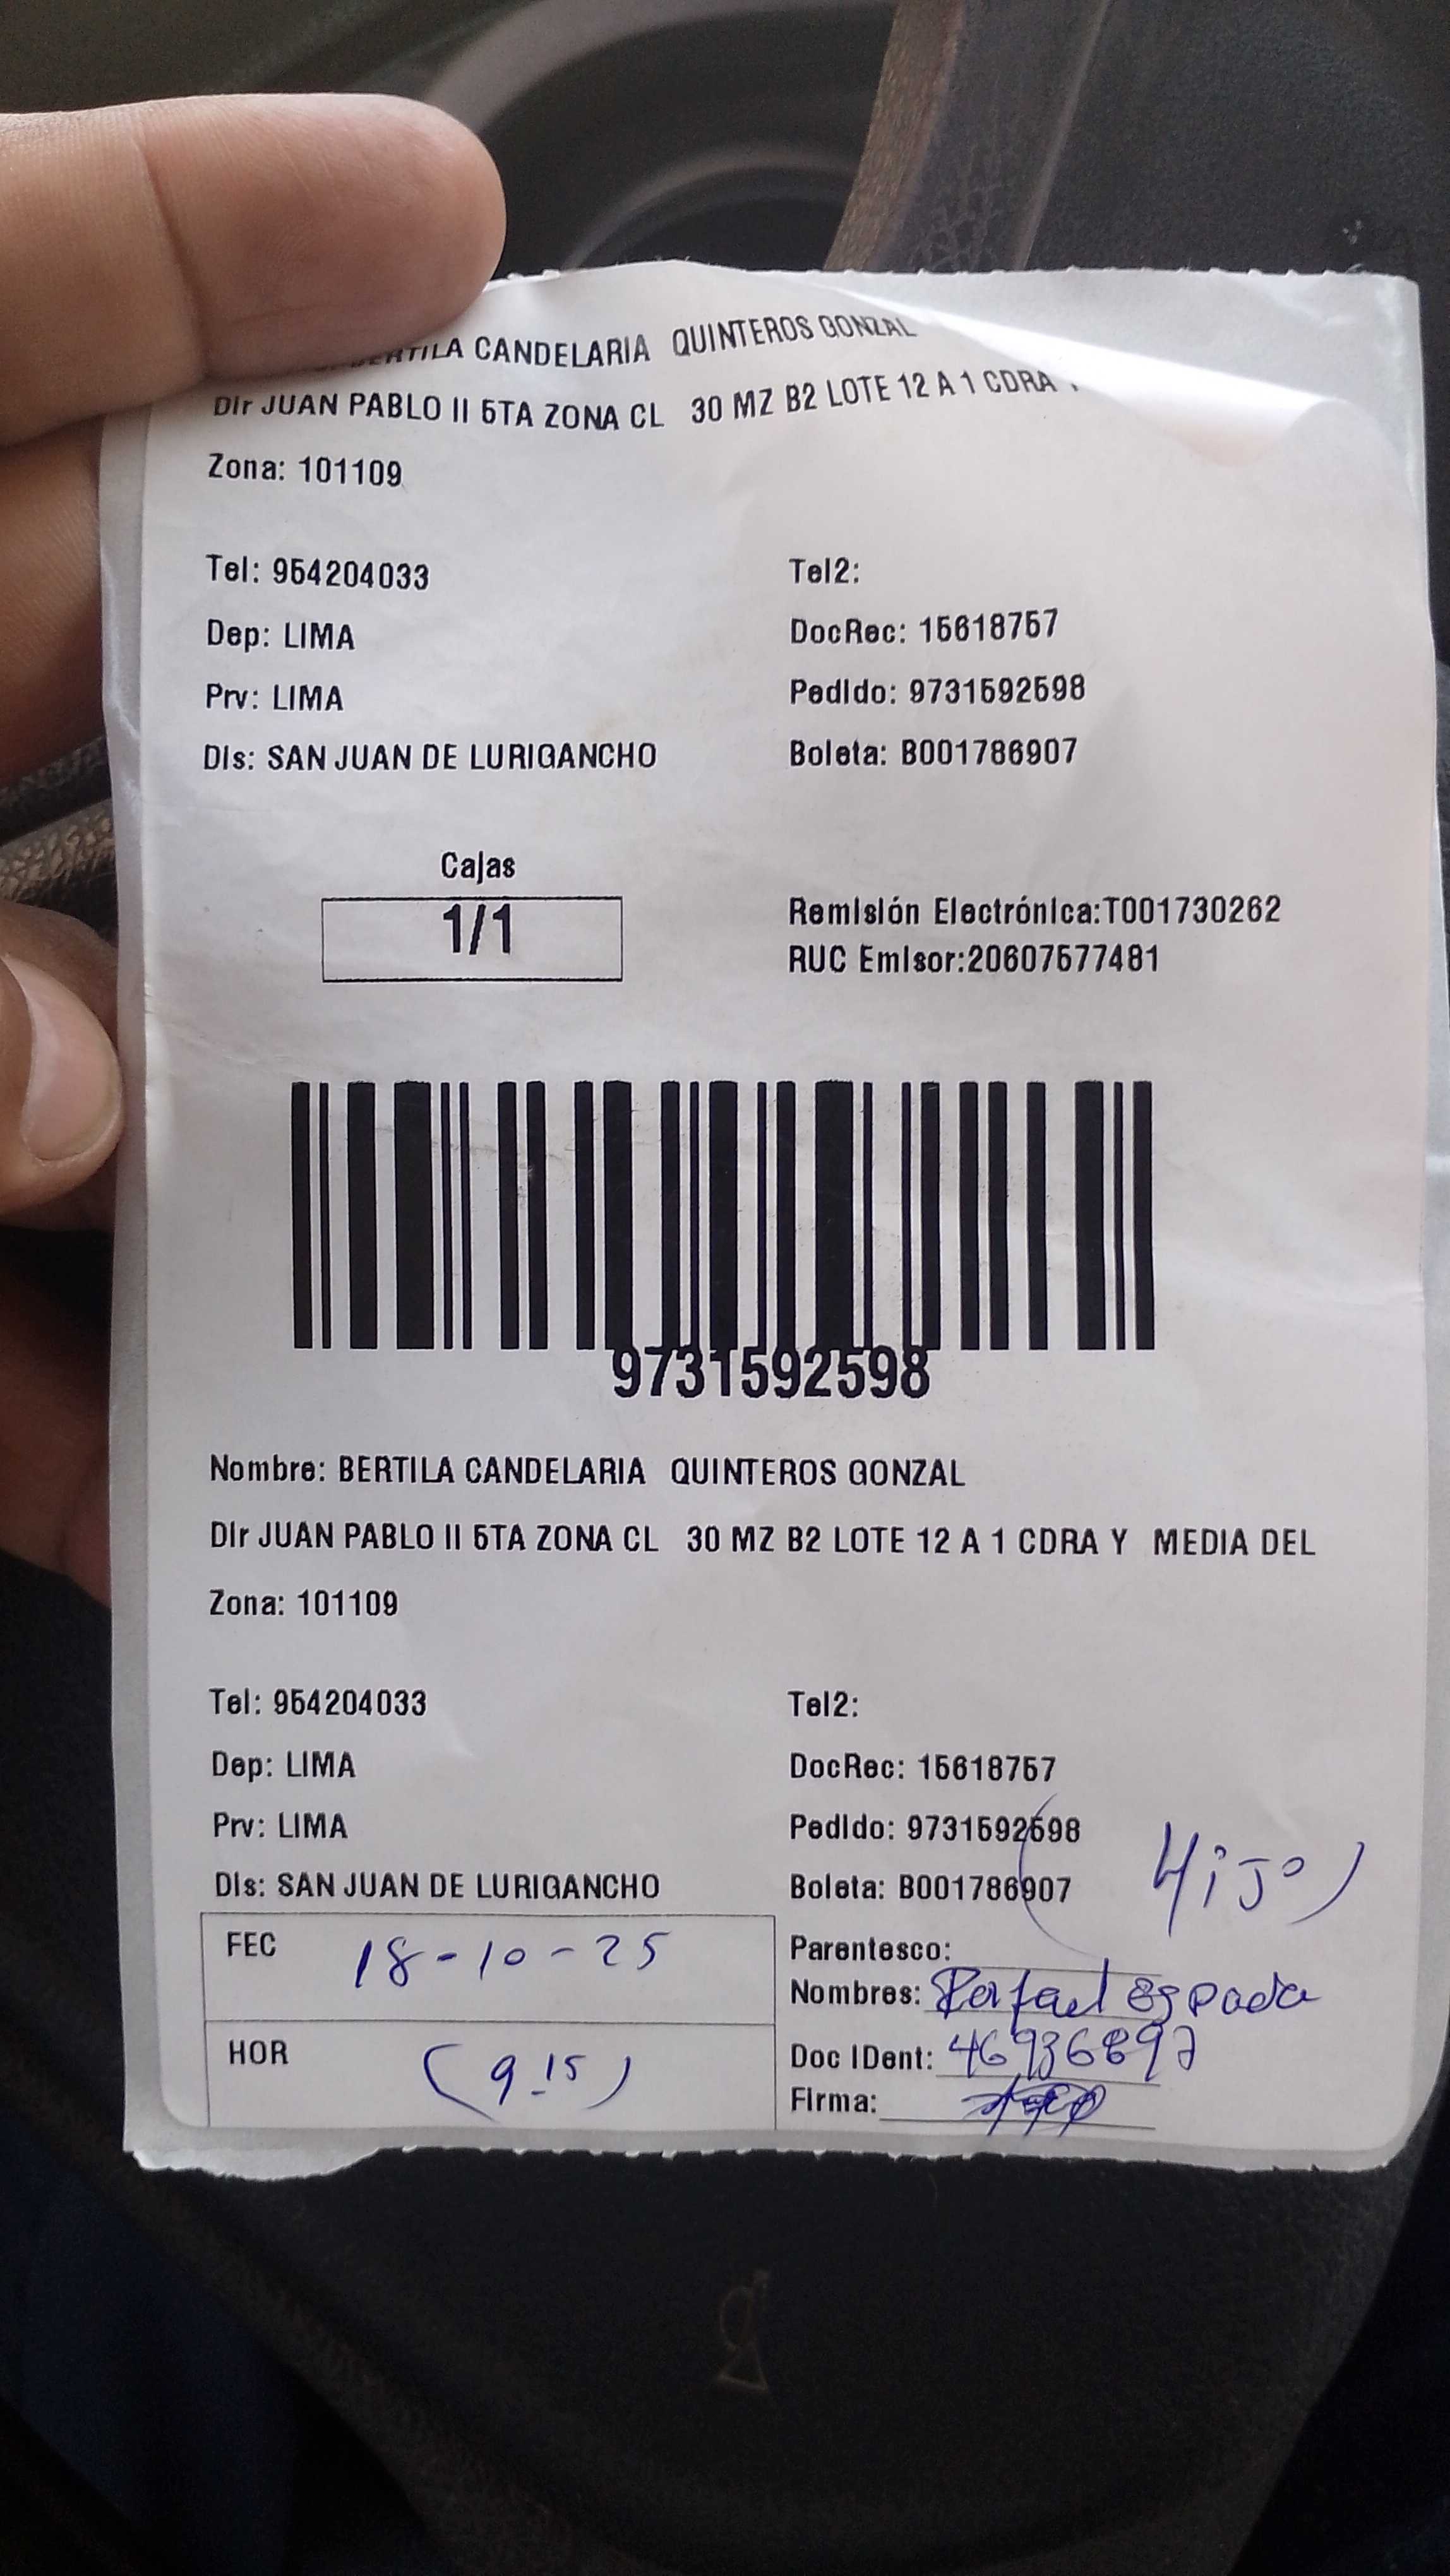 BERTILA CANDELARIA QUINTEROS GONZAL
Dir JUAN PABLO II 5TA ZONA CL 30 MZ B2 LOTE 12 A 1 CDRA
Zona: 101109
Tel: 954204033 Tel2:
Dep: LIMA DocRec: 15618757
Prv: LIMA Pedido: 9731592598
Dis: SAN JUAN DE LURIGANCHO Boleta: B001786907
Cajas
1/1
Remisión Electrónica:T001730262
RUC Emisor:20607577481
9731592598
Nombre: BERTILA CANDELARIA QUINTEROS GONZAL
Dir JUAN PABLO II 5TA ZONA CL 30 MZ B2 LOTE 12 A 1 CDRA Y MEDIA DEL
Zona: 101109
Tel: 954204033 Tel2:
Dep: LIMA DocRec: 15618757
Prv: LIMA Pedido: 9731592598
Dis: SAN JUAN DE LURIGANCHO Boleta: B001786907
(Hijo)
FEC 18-10-25
Parentesco:
Nombres: Rafael Espada
HOR (9.15)
Doc IDent: 46936897
Firma: